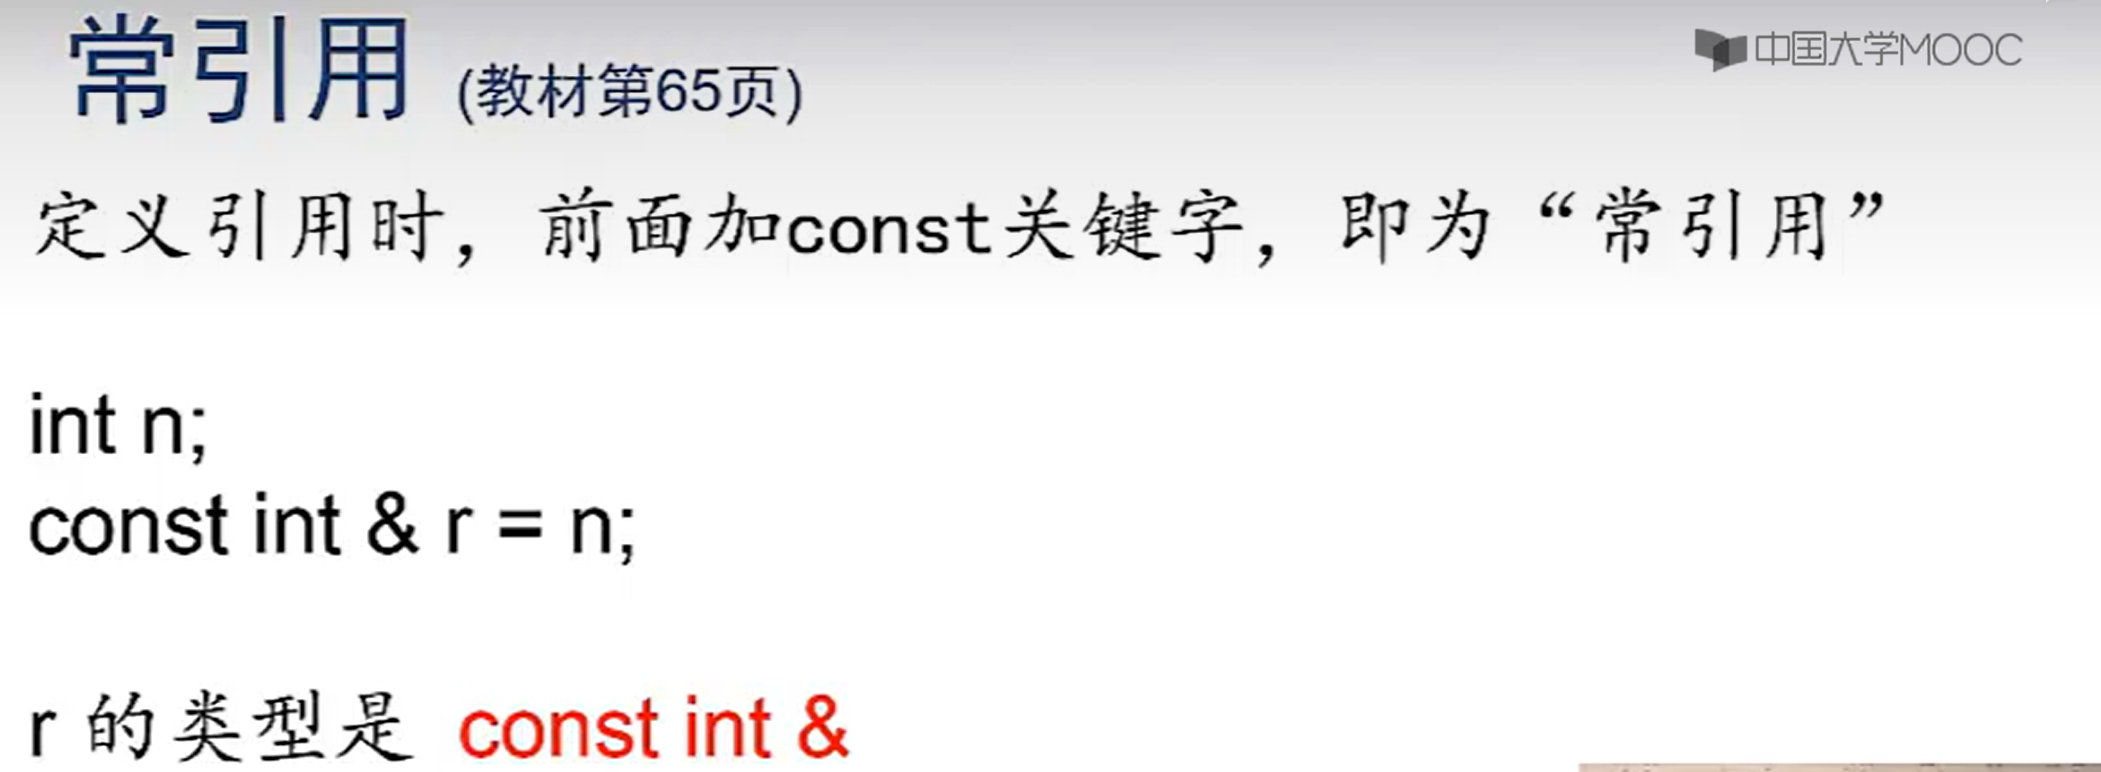 常引用 (教材第65页)
中国大学MOOC
定义引用时，前面加const关键字，即为“常引用”
int n;
const int & r = n;
r 的类型是 const int &